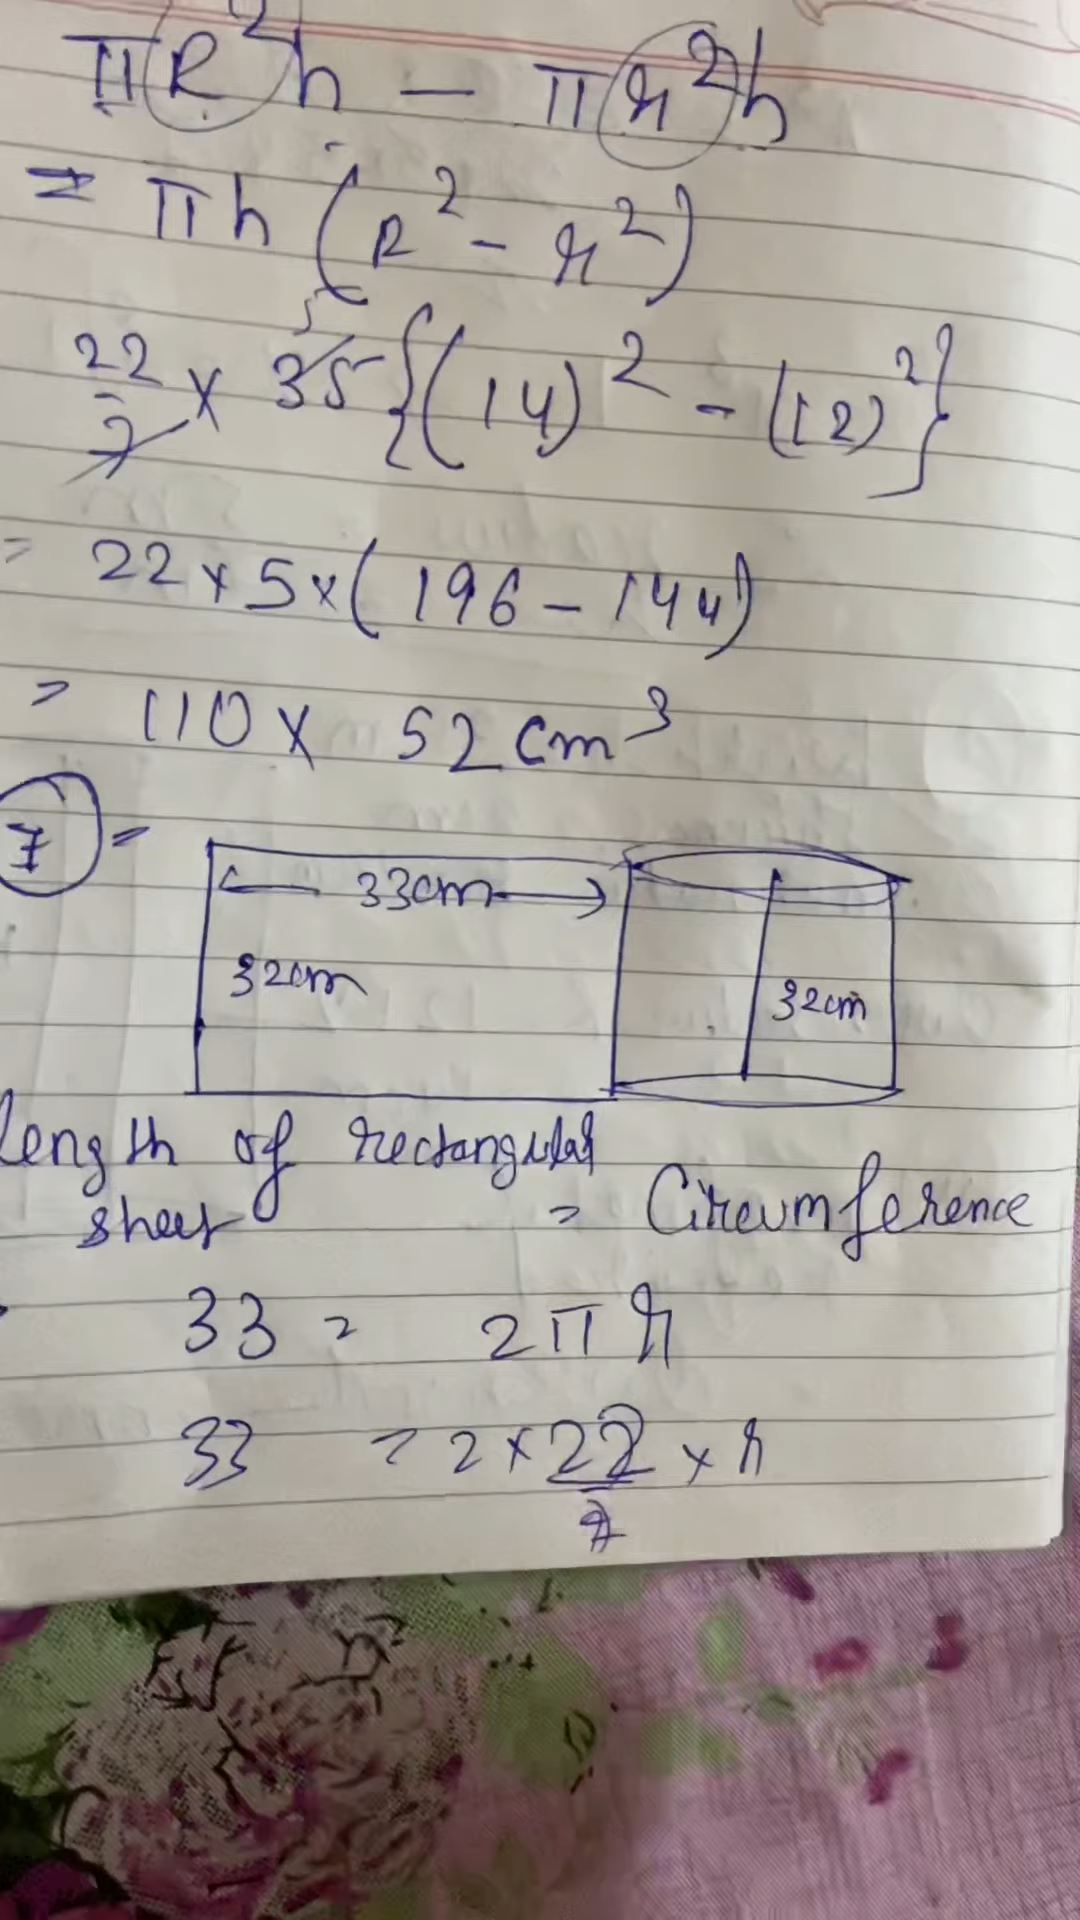 πR²h − πr²h
= πh (R² − r²)
22/7 × 35 5 {(14)² − (12)²}
= 22 × 5 × (196 − 144)
= 110 × 52 cm³
7 =
33cm
32cm
32cm
length of rectangular
sheet = Circumference
33 = 2πr
33 = 2 × 22/7 × r